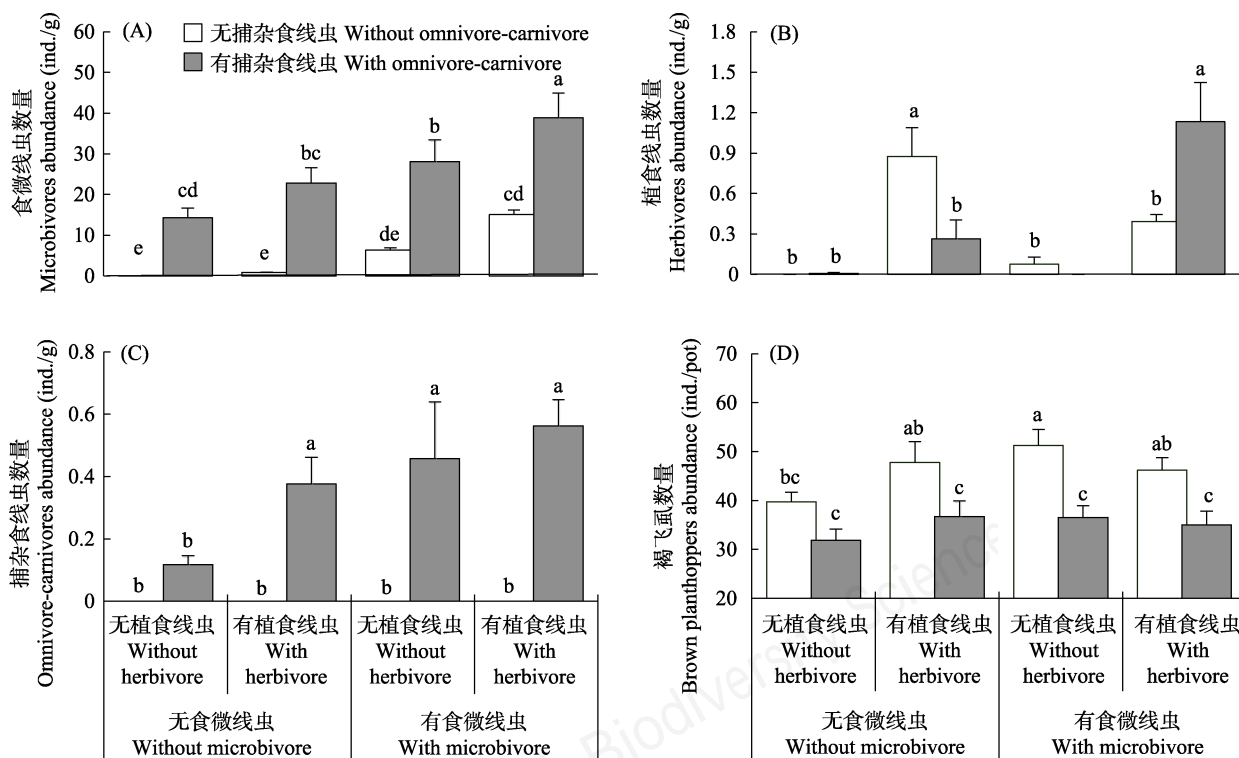 (A)
无捕杂食线虫 Without omnivore-carnivore
有捕杂食线虫 With omnivore-carnivore
食微线虫数量
Microbivores abundance (ind./g)
60
50
40
30
20
10
0
e
cd
e
bc
de
b
cd
a
(B)
植食线虫数量
Herbivores abundance (ind./g)
1.8
1.5
1.2
0.9
0.6
0.3
0
b
b
a
b
b
b
a
(C)
捕杂食线虫数量
Omnivore-carnivores abundance (ind./g)
0.8
0.6
0.4
0.2
0
b
b
b
a
b
a
b
a
无植食线虫
Without
herbivore
有植食线虫
With
herbivore
无植食线虫
Without
herbivore
有植食线虫
With
herbivore
无食微线虫
Without microbivore
有食微线虫
With microbivore
(D)
褐飞虱数量
Brown planthoppers abundance (ind./pot)
70
60
50
40
30
20
bc
c
ab
c
a
c
ab
c
无植食线虫
Without
herbivore
有植食线虫
With
herbivore
无植食线虫
Without
herbivore
有植食线虫
With
herbivore
无食微线虫
Without microbivore
有食微线虫
With microbivore
Biodiversity Science